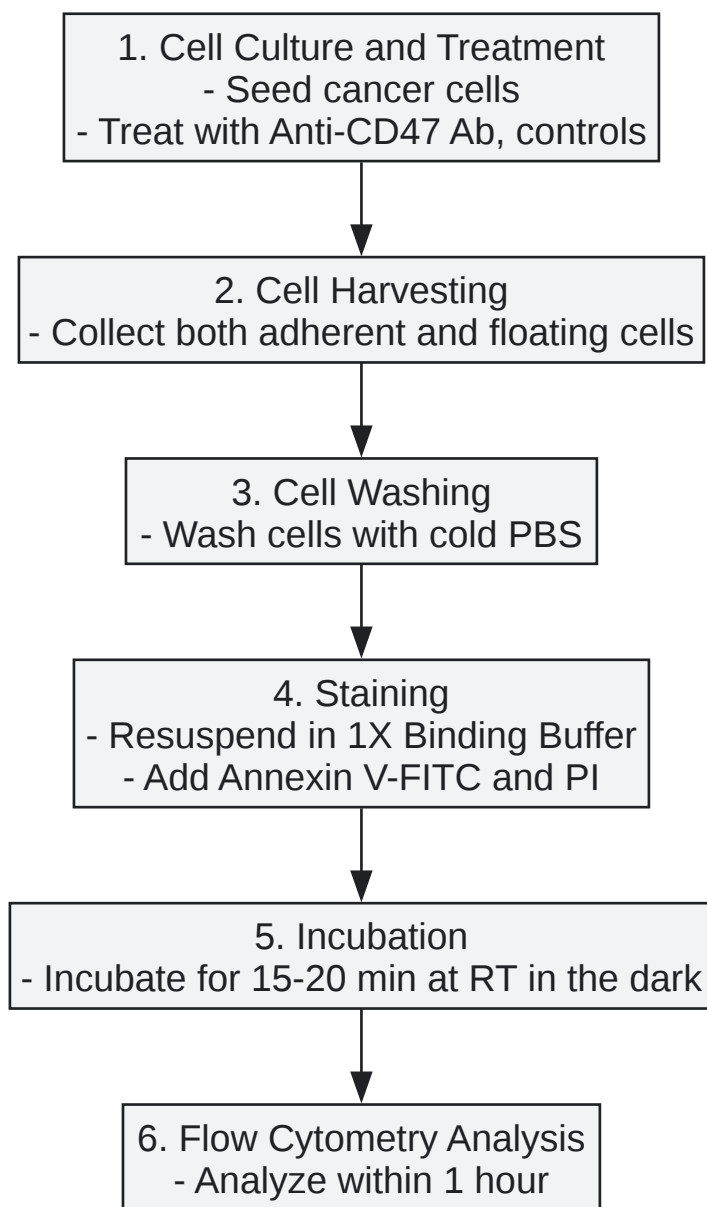 1. Cell Culture and Treatment
- Seed cancer cells
- Treat with Anti-CD47 Ab, controls
2. Cell Harvesting
- Collect both adherent and floating cells
3. Cell Washing
- Wash cells with cold PBS
4. Staining
- Resuspend in 1X Binding Buffer
- Add Annexin V-FITC and PI
5. Incubation
- Incubate for 15-20 min at RT in the dark
6. Flow Cytometry Analysis
- Analyze within 1 hour